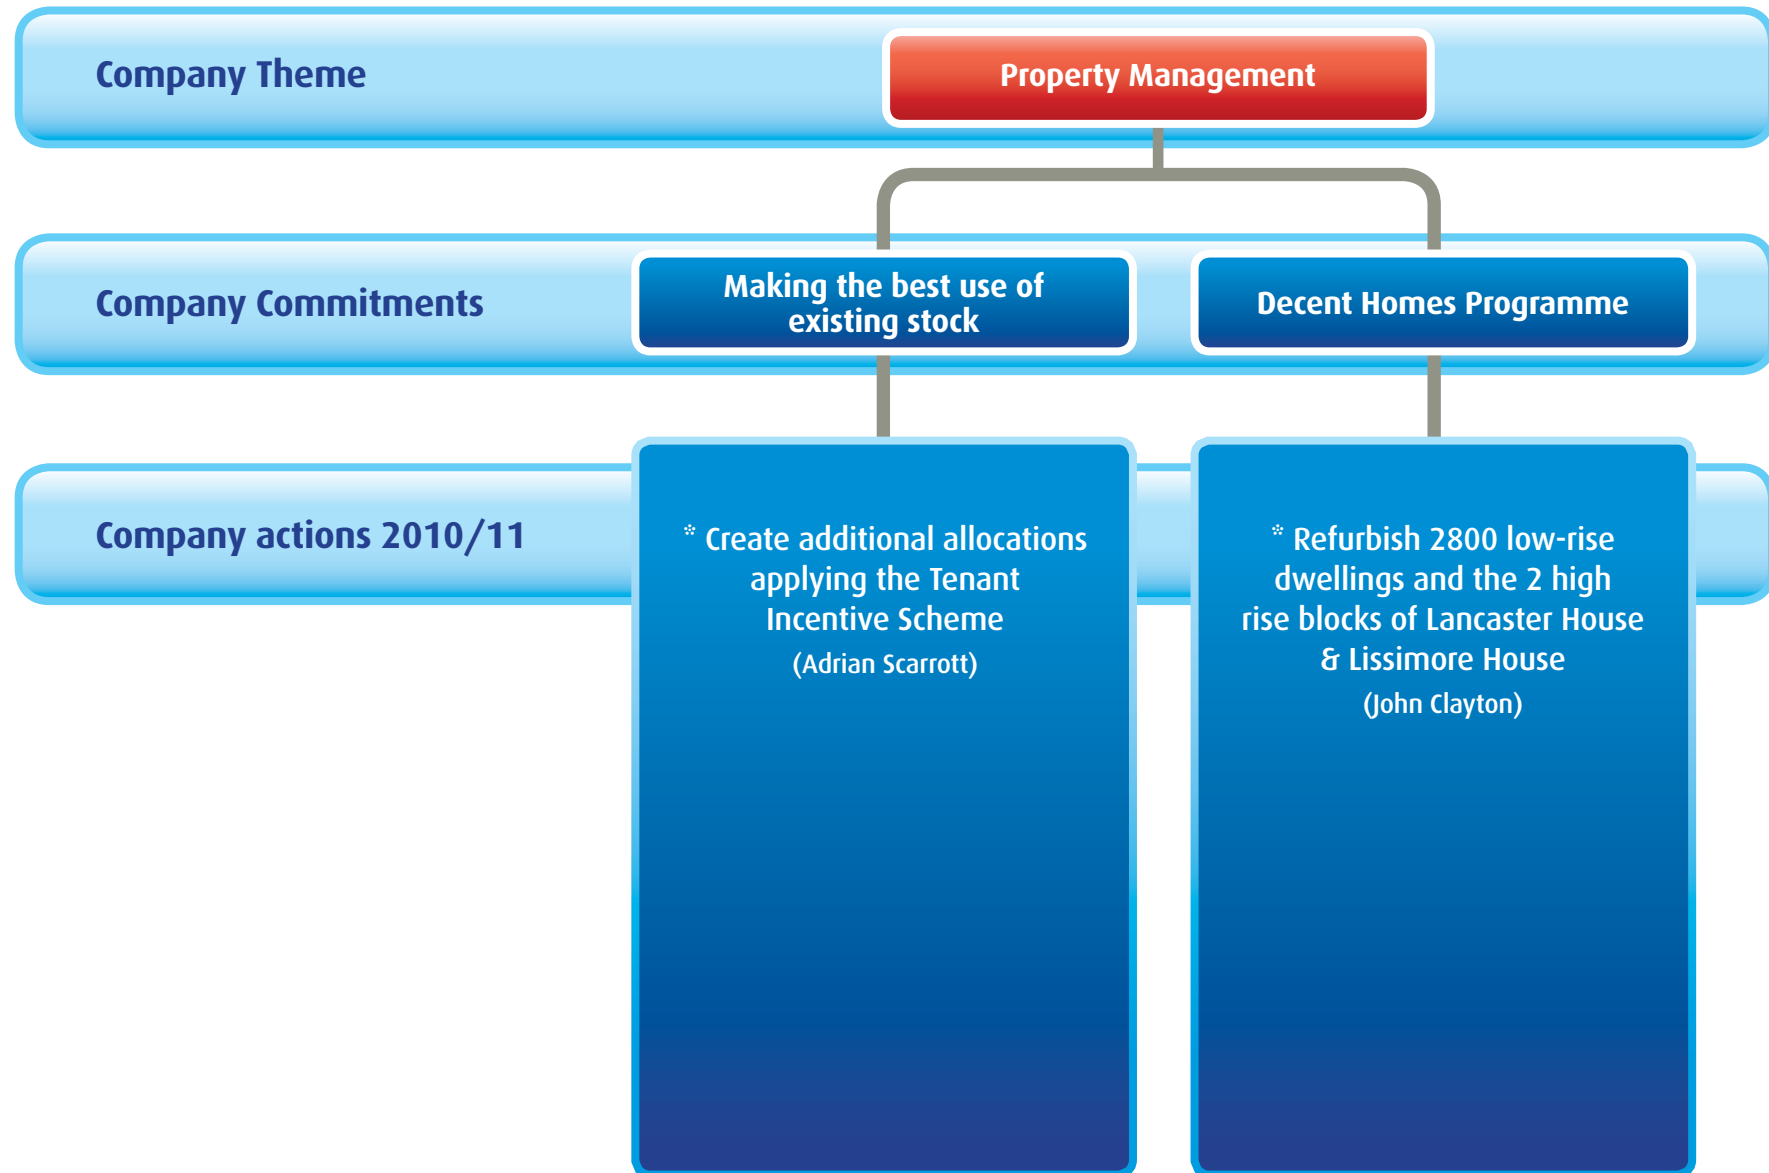 Company Theme
Property Management
Company Commitments
Making the best use of
existing stock
Decent Homes Programme
Company actions 2010/11
* Create additional allocations
applying the Tenant
Incentive Scheme
(Adrian Scarrott)
* Refurbish 2800 low-rise
dwellings and the 2 high
rise blocks of Lancaster House
& Lissimore House
(John Clayton)